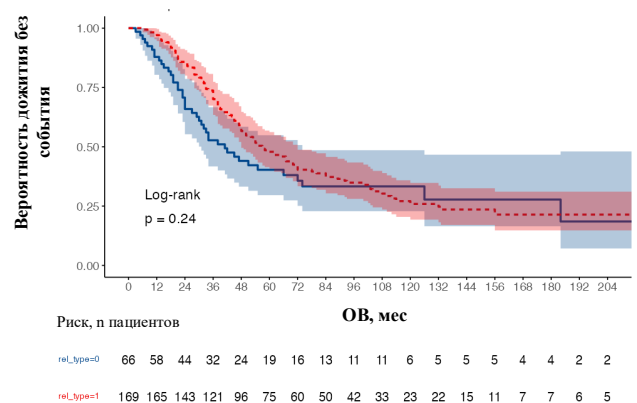 Вероятность дожития без
события
1.00
0.75
0.50
0.25
0.00
Log-rank
p = 0.24
0 12 24 36 48 60 72 84 96 108 120 132 144 156 168 180 192 204
ОВ, мес
Риск, n пациентов
rel_type=0 66 58 44 32 24 19 16 13 11 11 6 5 5 5 4 4 2 2
rel_type=1 169 165 143 121 96 75 60 50 42 33 23 22 15 11 7 7 6 5